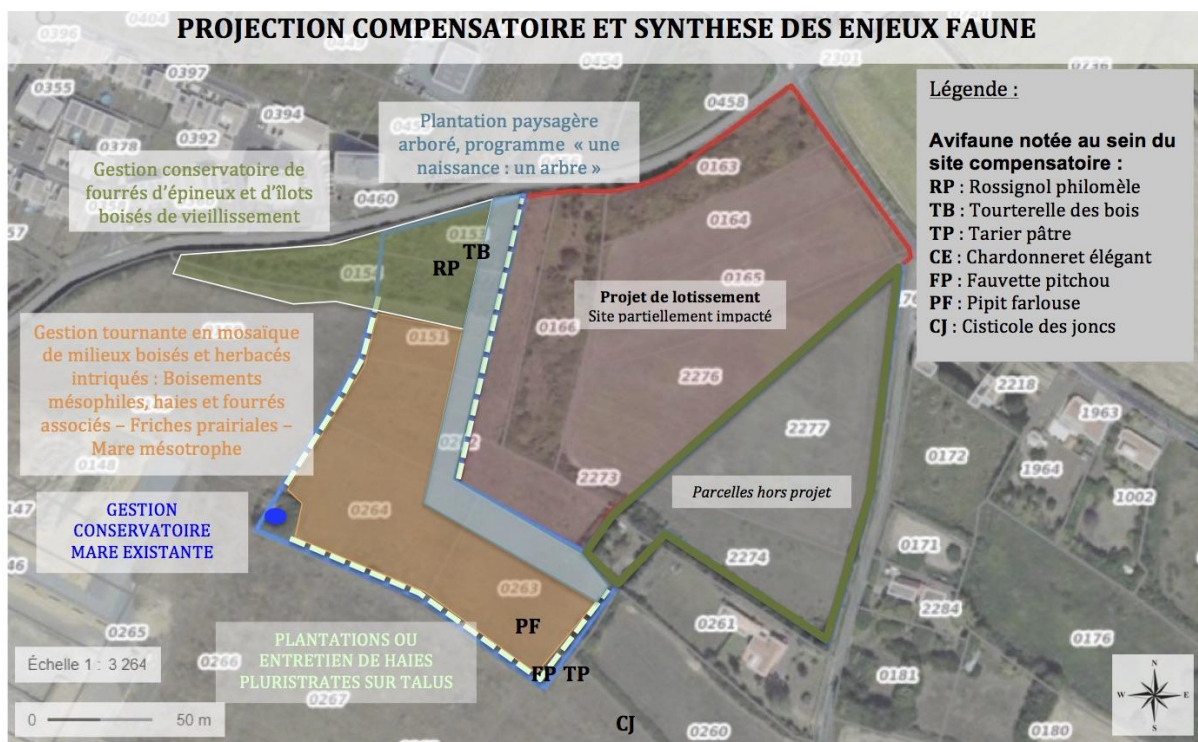 PROJECTION COMPENSATOIRE ET SYNTHESE DES ENJEUX FAUNE
0404
0396
0449
0454
2301
0736
0397
0355
0394
0458
0392
0378
0163
0460
0164
0165
0166
0153
0154
0151
2276
2277
2273
2274
0148
0264
0263
0265
0266
0267
0261
0260
0172
0171
2284
0176
0181
0180
2218
1963
1964
1002
Plantation paysagère
arboré, programme « une
naissance : un arbre »
Gestion conservatoire de
fourrés d'épineux et d'îlots
boisés de vieillissement
TB
RP
Projet de lotissement
Site partiellement impacté
Gestion tournante en mosaïque
de milieux boisés et herbacés
intriqués : Boisements
mésophiles, haies et fourrés
associés – Friches prairiales –
Mare mésotrophe
Parcelles hors projet
GESTION
CONSERVATOIRE
MARE EXISTANTE
PLANTATIONS OU
ENTRETIEN DE HAIES
PLURISTRATES SUR TALUS
PF
FP TP
CJ
Légende :
Avifaune notée au sein du
site compensatoire :
RP : Rossignol philomèle
TB : Tourterelle des bois
TP : Tarier pâtre
CE : Chardonneret élégant
FP : Fauvette pitchou
PF : Pipit farlouse
CJ : Cisticole des joncs
Échelle 1 : 3 264
0 50 m
N
W E
S